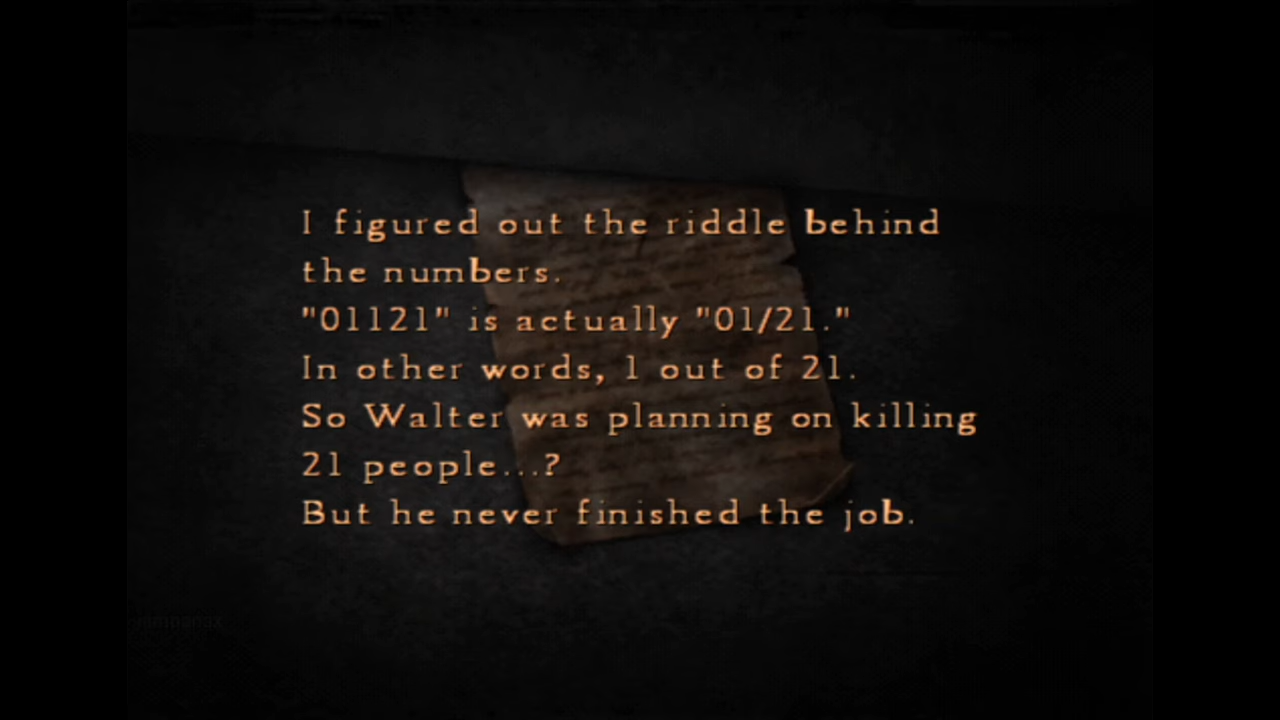 I figured out the riddle behind
the numbers.
"01121" is actually "01/21."
In other words, 1 out of 21.
So Walter was planning on killing
21 people...?
But he never finished the job.